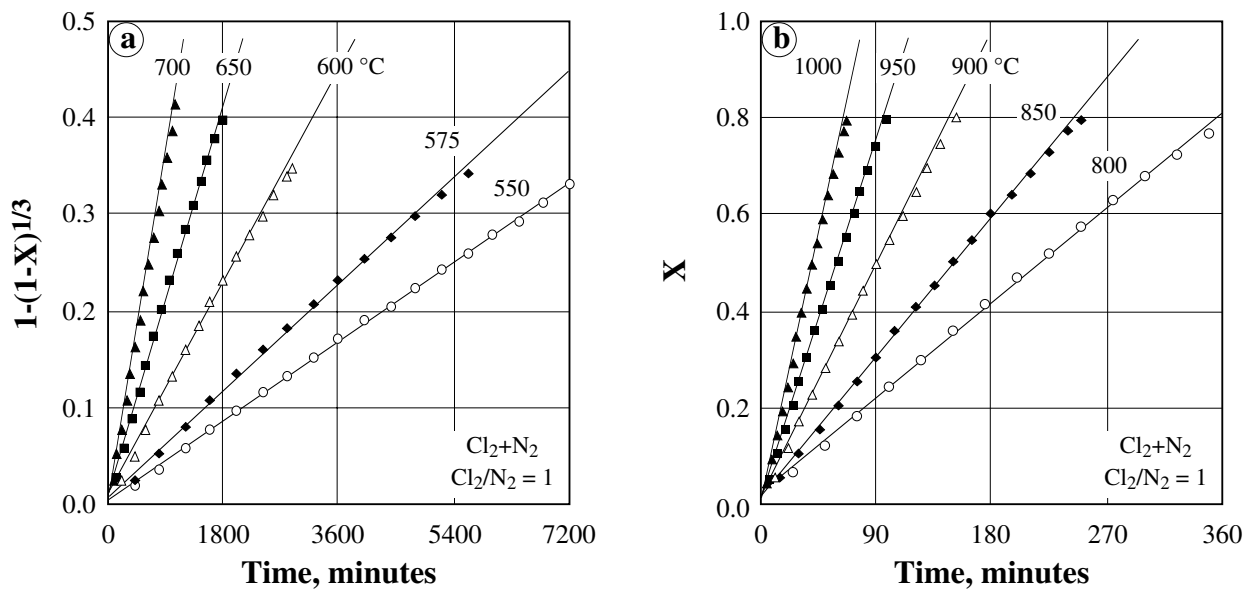 a
0.5
0.4
0.3
0.2
0.1
0.0
1-(1-X)1/3
700
650
600 °C
575
550
Cl2+N2
Cl2/N2 = 1
0
1800
3600
5400
7200
Time, minutes
b
1.0
0.8
0.6
0.4
0.2
0.0
X
1000
950
900 °C
850
800
Cl2+N2
Cl2/N2 = 1
0
90
180
270
360
Time, minutes